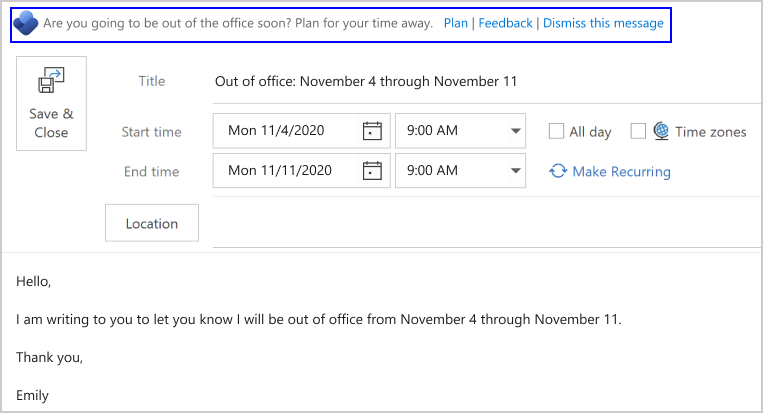 Are you going to be out of the office soon? Plan for your time away. Plan | Feedback | Dismiss this message
Save & Close
Title Out of office: November 4 through November 11
Start time Mon 11/4/2020 9:00 AM All day Time zones
End time Mon 11/11/2020 9:00 AM Make Recurring
Location
Hello,
I am writing to you to let you know I will be out of office from November 4 through November 11.
Thank you,
Emily